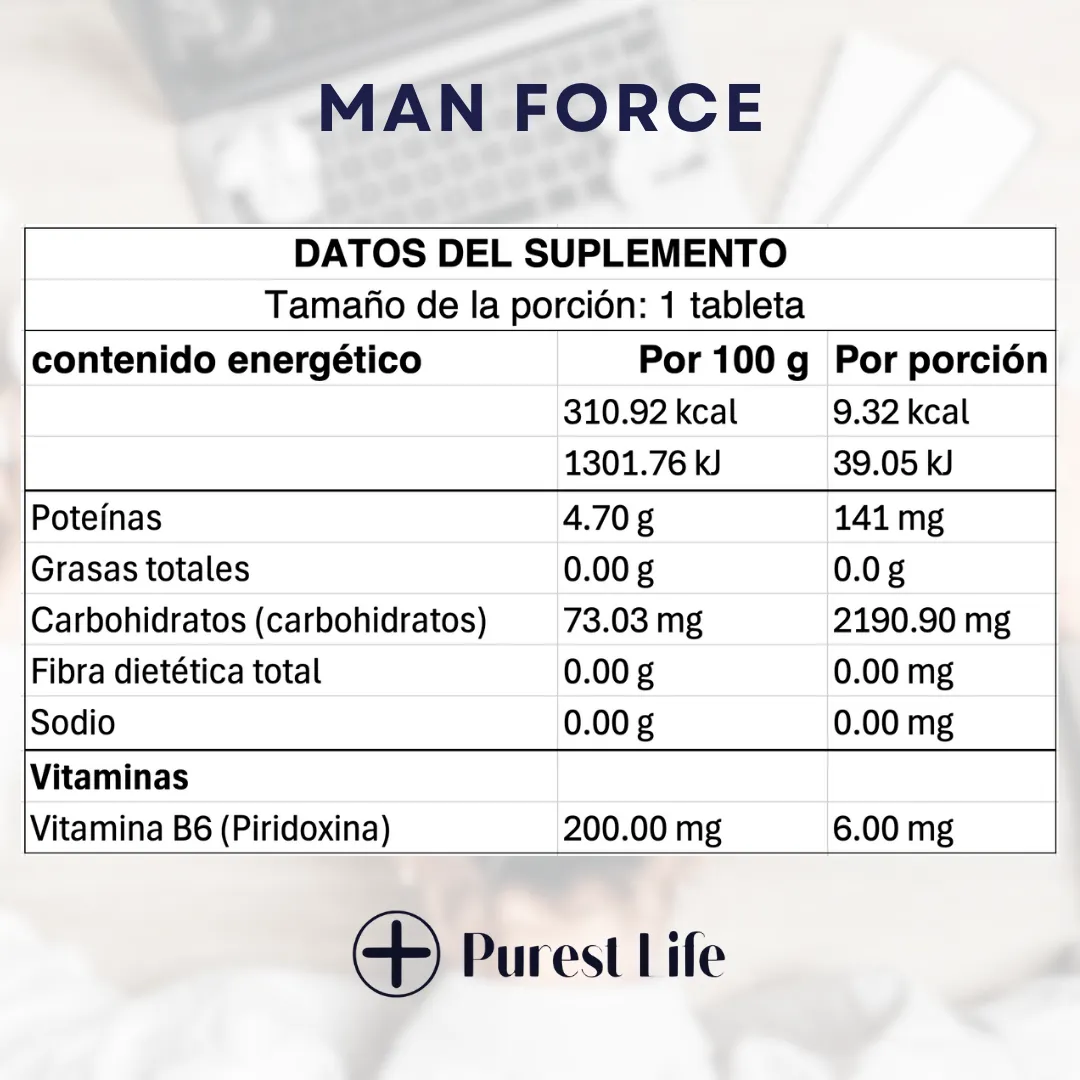 MAN FORCE
DATOS DEL SUPLEMENTO
Tamaño de la porción: 1 tableta
contenido energético Por 100 g Por porción
310.92 kcal 9.32 kcal
1301.76 kJ 39.05 kJ
Poteínas 4.70 g 141 mg
Grasas totales 0.00 g 0.0 g
Carbohidratos (carbohidratos) 73.03 mg 2190.90 mg
Fibra dietética total 0.00 g 0.00 mg
Sodio 0.00 g 0.00 mg
Vitaminas
Vitamina B6 (Piridoxina) 200.00 mg 6.00 mg
Purest Life